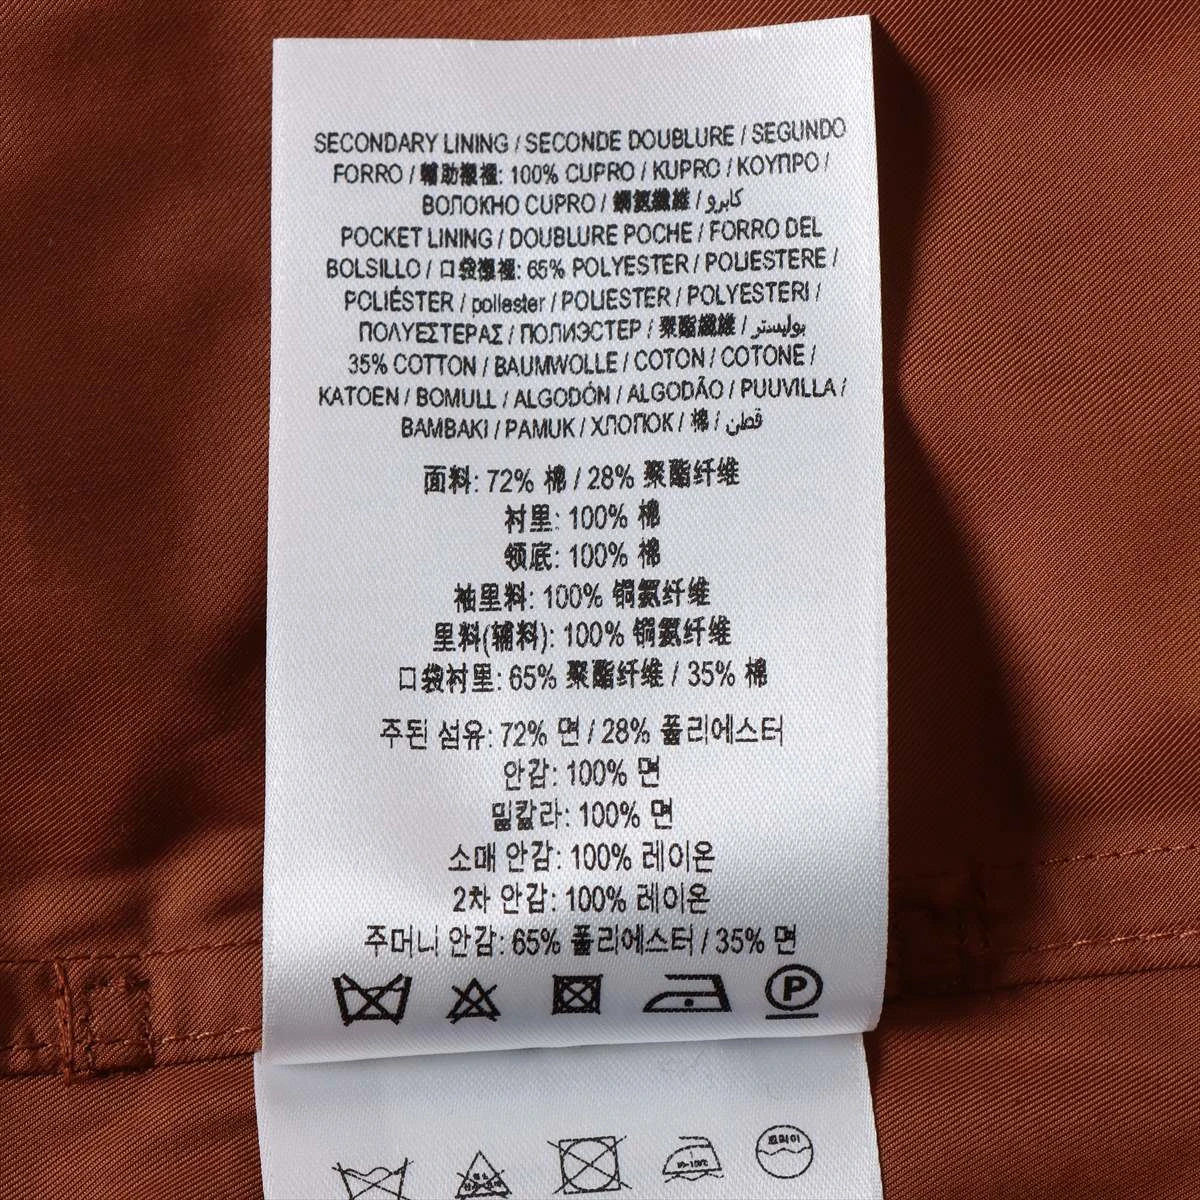 SECONDARY LINING / SECONDE DOUBLURE / SEGUNDO
FORRO / 輔助襯裡: 100% CUPRO / KUPRO / ΚΟΥΠΡΟ /
ВОЛОКНО CUPRO / 銅氨纖維 / كابرو
POCKET LINING / DOUBLURE POCHE / FORRO DEL
BOLSILLO / 口袋襯裡: 65% POLYESTER / POLIESTERE /
POLIÉSTER / poliester / POLIESTER / POLYESTERI /
ΠΟΛΥΕΣΤΕΡΑΣ / ПОЛИЭСТЕР / 聚酯纖維 / بوليستر
35% COTTON / BAUMWOLLE / COTON / COTONE /
KATOEN / BOMULL / ALGODÓN / ALGODÃO / PUUVILLA /
BAMBAKI / PAMUK / ХЛОПОК / 棉 / قطن
面料: 72% 棉 / 28% 聚酯纤维
衬里: 100% 棉
领底: 100% 棉
袖里料: 100% 铜氨纤维
里料(辅料): 100% 铜氨纤维
口袋衬里: 65% 聚酯纤维 / 35% 棉
주된 섬유: 72% 면 / 28% 폴리에스터
안감: 100% 면
밑칼라: 100% 면
소매 안감: 100% 레이온
2차 안감: 100% 레이온
주머니 안감: 65% 폴리에스터 / 35% 면
P
드라이